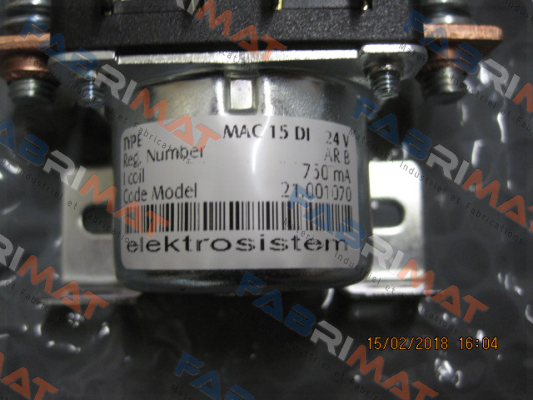 TYPE MAC 15 DI 24 V
Reg. Number AR B
I coil 750 mA
Code Model 21.001070
elektrosistem
15/02/2018 16:04
FABRIMAT
FABRIMAT
FABRIMAT
FABRIMAT